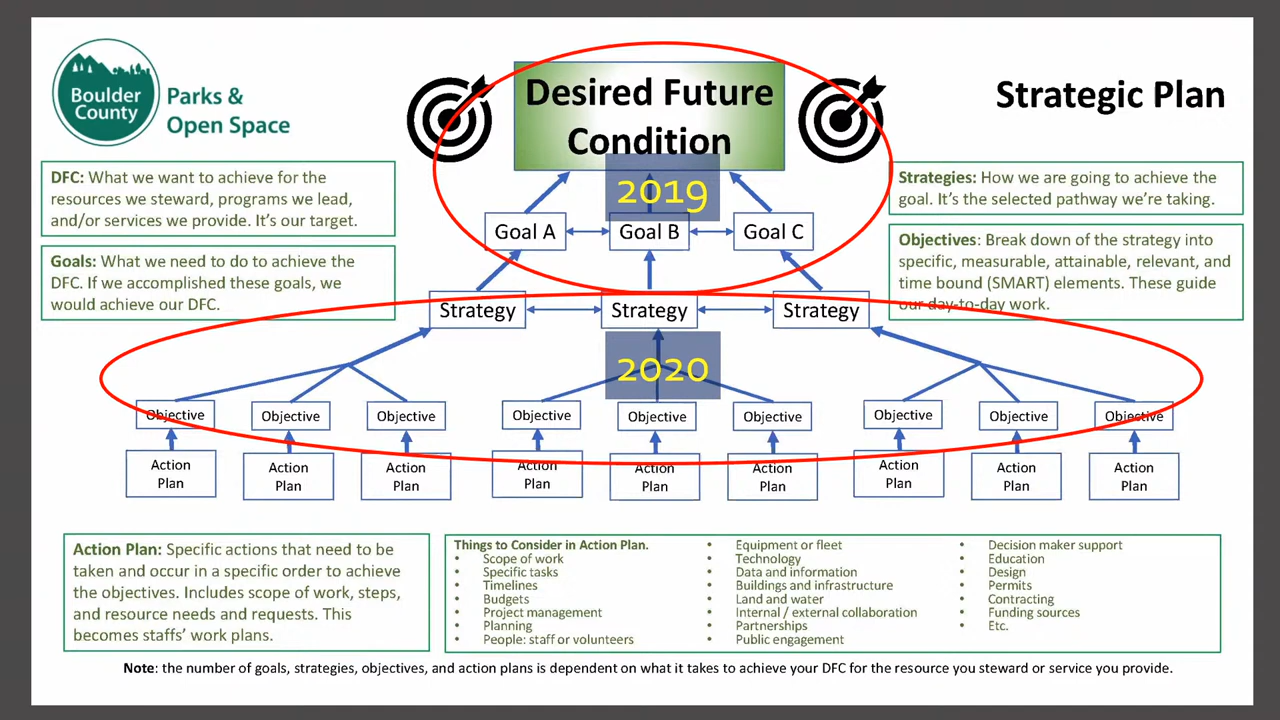 Boulder
County
Parks &
Open Space
Desired Future
Condition
Strategic Plan
DFC: What we want to achieve for the
resources we steward, programs we lead,
and/or services we provide. It's our target.
Goals: What we need to do to achieve the
DFC. If we accomplished these goals, we
would achieve our DFC.
Strategies: How we are going to achieve the
goal. It's the selected pathway we're taking.
Objectives: Break down of the strategy into
specific, measurable, attainable, relevant, and
time bound (SMART) elements. These guide
our day-to-day work.
2019
Goal A
Goal B
Goal C
Strategy
Strategy
Strategy
2020
Objective
Objective
Objective
Objective
Objective
Objective
Objective
Objective
Objective
Action
Plan
Action
Plan
Action
Plan
Action
Plan
Action
Plan
Action
Plan
Action
Plan
Action
Plan
Action
Plan
Action Plan: Specific actions that need to be
taken and occur in a specific order to achieve
the objectives. Includes scope of work, steps,
and resource needs and requests. This
becomes staffs' work plans.
Things to Consider in Action Plan.
• Scope of work
• Specific tasks
• Timelines
• Budgets
• Project management
• Planning
• People: staff or volunteers
• Equipment or fleet
• Technology
• Data and information
• Buildings and infrastructure
• Land and water
• Internal / external collaboration
• Partnerships
• Public engagement
• Decision maker support
• Education
• Design
• Permits
• Contracting
• Funding sources
• Etc.
Note: the number of goals, strategies, objectives, and action plans is dependent on what it takes to achieve your DFC for the resource you steward or service you provide.